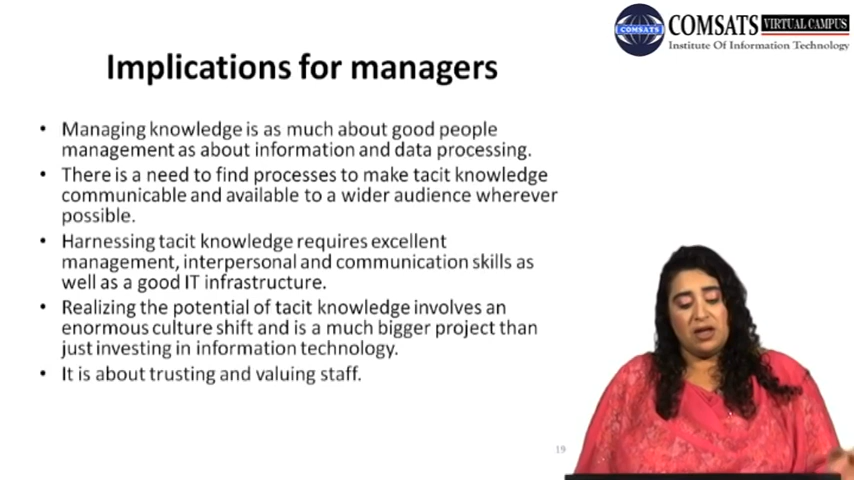 COMSATS VIRTUAL CAMPUS
COMSATS
Institute Of Information Technology
Implications for managers
• Managing knowledge is as much about good people
management as about information and data processing.
• There is a need to find processes to make tacit knowledge
communicable and available to a wider audience wherever
possible.
• Harnessing tacit knowledge requires excellent
management, interpersonal and communication skills as
well as a good IT infrastructure.
• Realizing the potential of tacit knowledge involves an
enormous culture shift and is a much bigger project than
just investing in information technology.
• It is about trusting and valuing staff.
19